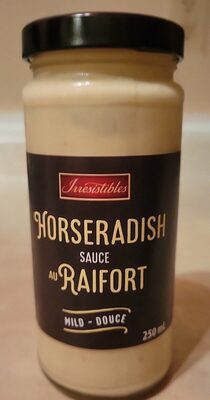 Irresistibles
HORSERADISH
SAUCE
AU RAIFORT
MILD - DOUCE
250 mL